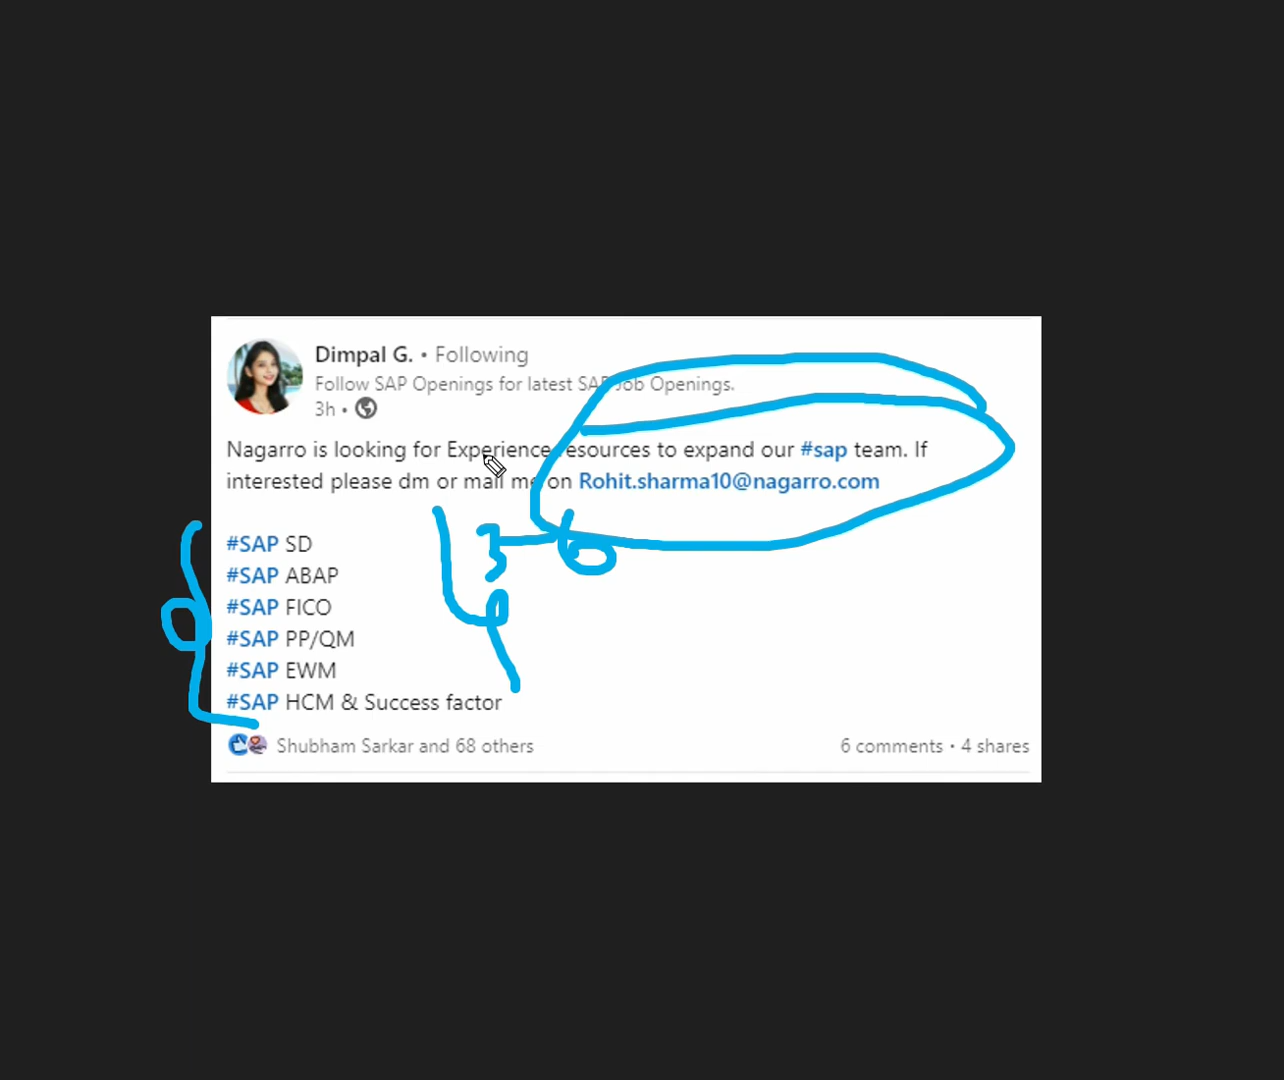 Dimpal G. • Following
Follow SAP Openings for latest SAP Job Openings.
3h •
Nagarro is looking for Experience resources to expand our #sap team. If
interested please dm or mail me on Rohit.sharma10@nagarro.com
3-6
#SAP SD
#SAP ABAP
#SAP FICO
#SAP PP/QM
#SAP EWM
#SAP HCM & Success factor
Shubham Sarkar and 68 others
6 comments • 4 shares